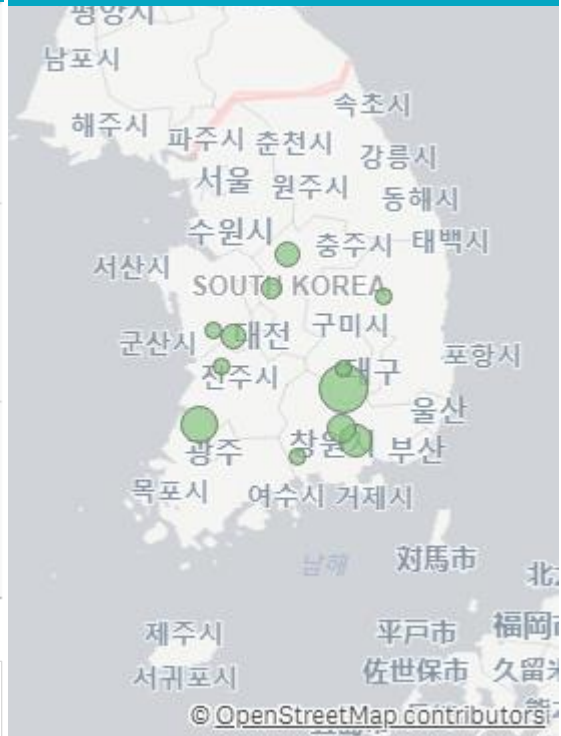 평양시
남포시
속초시
해주시
파주시 춘천시
강릉시
서울 원주시
동해시
수원시
충주시 태백시
서산시
SOUTH KOREA
구미시
군산시 대전
포항시
전주시 대구
울산
창원시 부산
광주
목포시 여수시 거제시
남해
対馬市
北
제주시 平戸市 福岡
서귀포시 佐世保市 久留米
© OpenStreetMap contributors